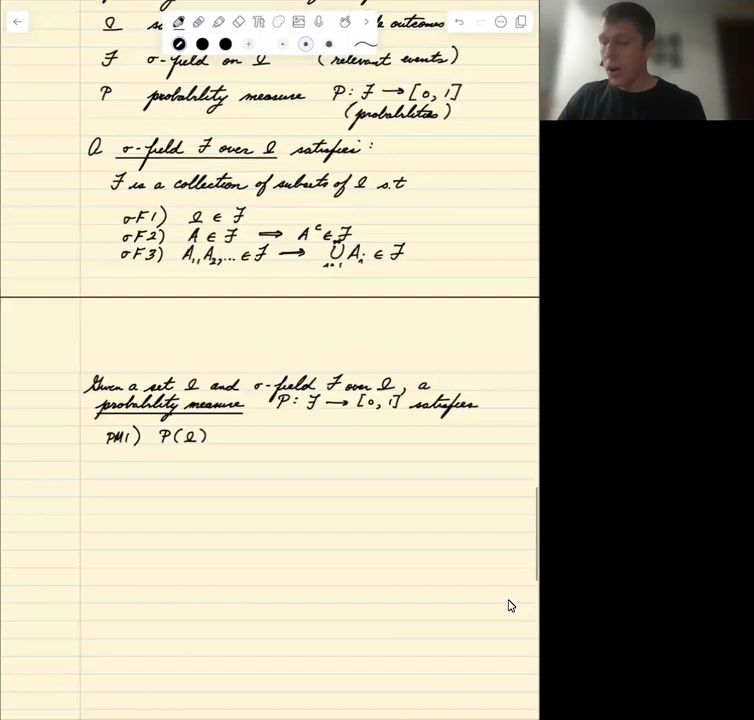 Ω
outcomes
F σ-field on Ω (relevant events)
P probability measure P: F → [0, 1]
(probabilities)
A σ-field F over Ω satisfies:
F is a collection of subsets of Ω s.t
σF1) Ω ∈ F
σF2) A ∈ F ⟹ Aᶜ ∈ F
σF3) A₁, A₂, ... ∈ F → ∞ ∪ i=1 Aᵢ ∈ F
Given a set Ω and σ-field F over Ω, a
probability measure P: F → [0, 1] satisfies
PM1) P(Ω)